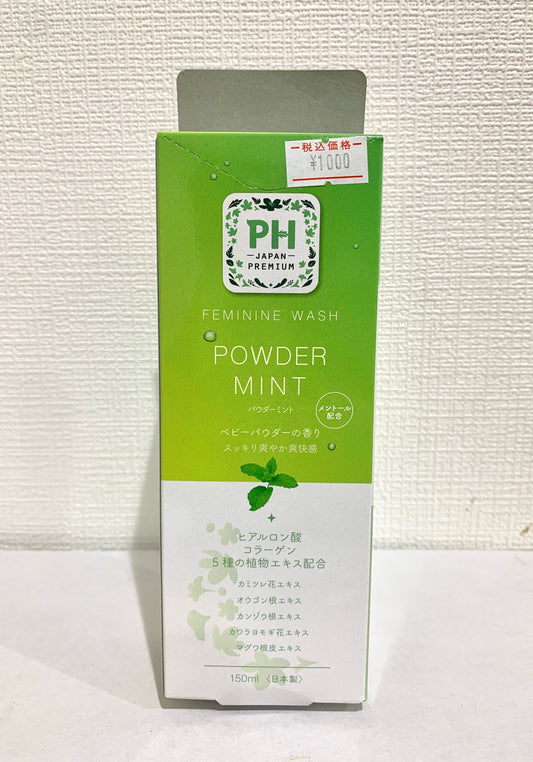 税込価格
¥1000
PH
JAPAN
PREMIUM
FEMININE WASH
POWDER
MINT
パウダーミント
メントール
配合
ベビーパウダーの香り
スッキリ爽やか爽快感
ヒアルロン酸
コラーゲン
5種の植物エキス配合
カミツレ花エキス
オウゴン根エキス
カンゾウ根エキス
カワラヨモギ花エキス
マグワ根皮エキス
150ml〈日本製〉